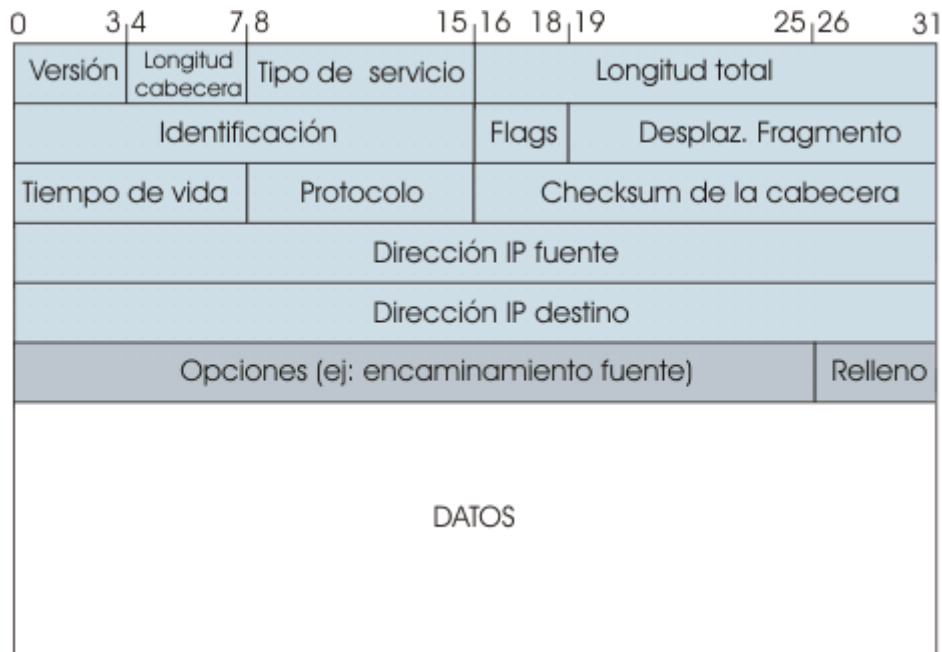 0 3 4 7 8 15 16 18 19 25 26 31
Versión Longitud cabecera Tipo de servicio Longitud total
Identificación Flags Desplaz. Fragmento
Tiempo de vida Protocolo Checksum de la cabecera
Dirección IP fuente
Dirección IP destino
Opciones (ej: encaminamiento fuente) Relleno
DATOS